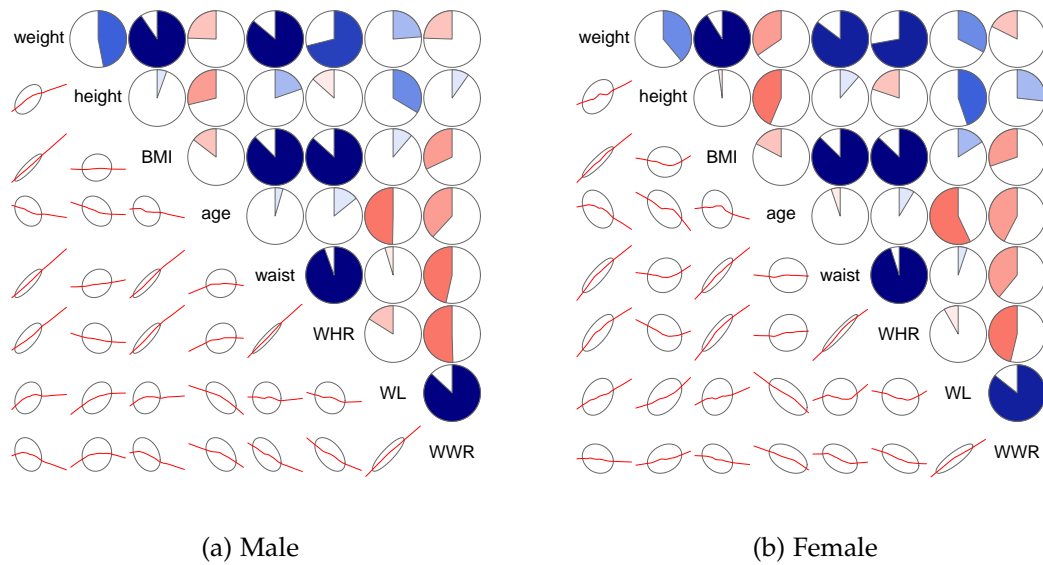 weight
height
BMI
age
waist
WHR
WL
WWR
(a) Male
weight
height
BMI
age
waist
WHR
WL
WWR
(b) Female